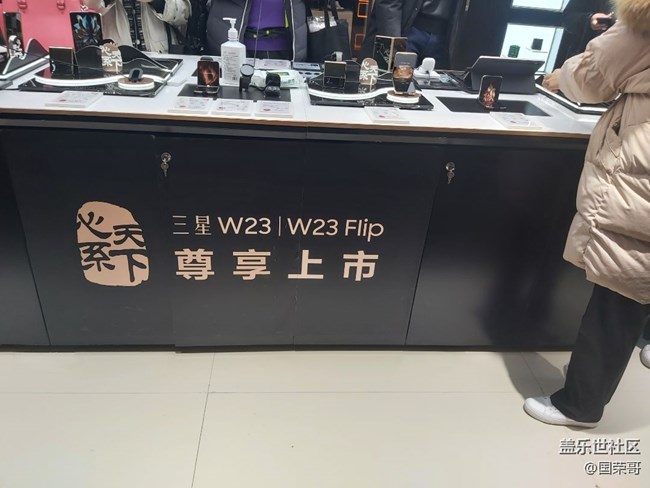 心系
天下
三星 W23 | W23 Flip
尊享上市
盖乐世社区
@国荣哥